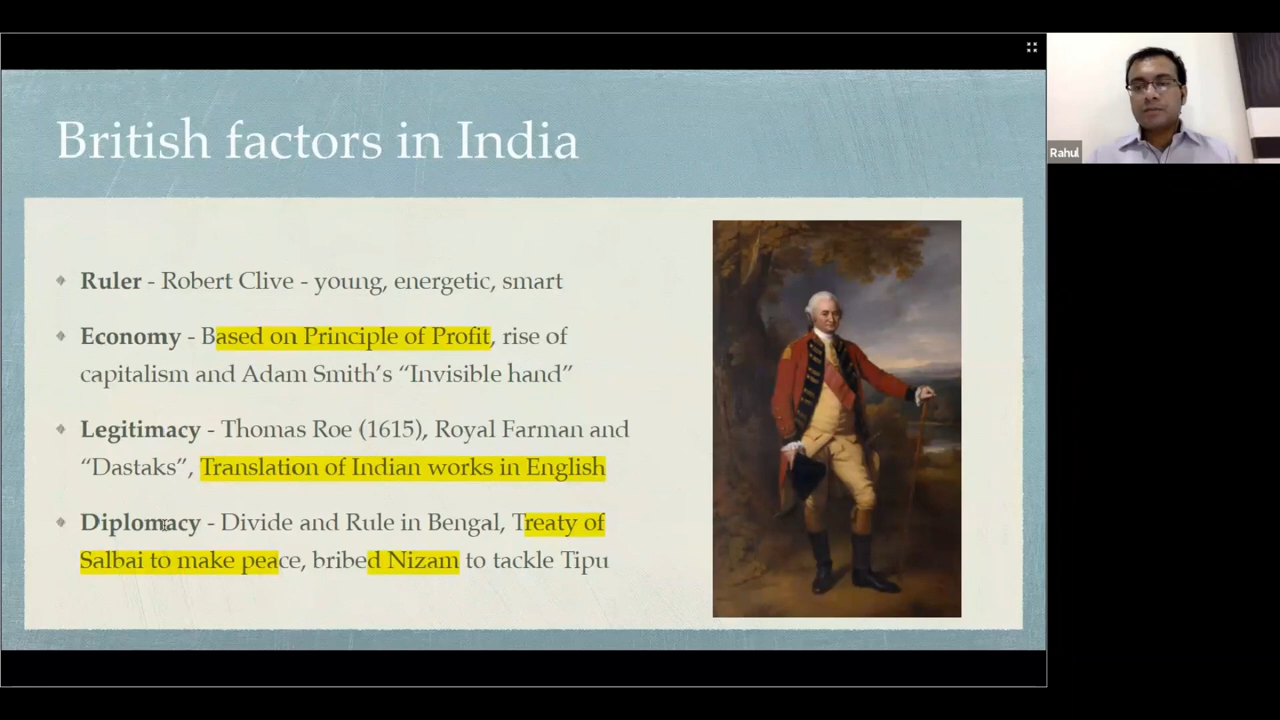 British factors in India
Ruler - Robert Clive - young, energetic, smart
Economy - Based on Principle of Profit, rise of
capitalism and Adam Smith's “Invisible hand”
Legitimacy - Thomas Roe (1615), Royal Farman and
“Dastaks”, Translation of Indian works in English
Diplomacy - Divide and Rule in Bengal, Treaty of
Salbai to make peace, bribed Nizam to tackle Tipu
Rahul